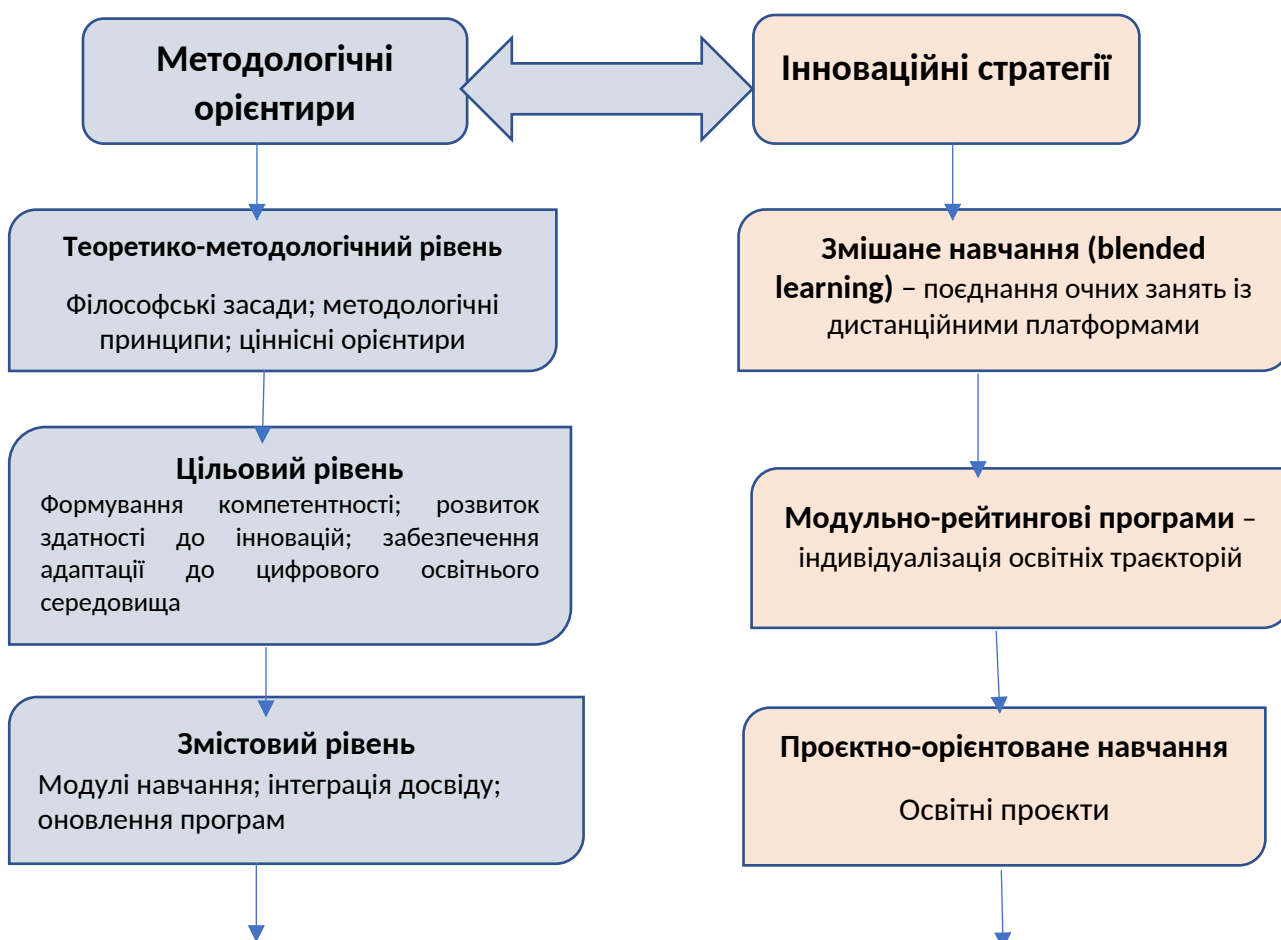 Методологічні
орієнтири
Інноваційні стратегії
Теоретико-методологічний рівень
Філософські засади; методологічні
принципи; ціннісні орієнтири
Змішане навчання (blended
learning) – поєднання очних занять із
дистанційними платформами
Цільовий рівень
Формування компетентності; розвиток
здатності до інновацій; забезпечення
адаптації до цифрового освітнього
середовища
Модульно-рейтингові програми –
індивідуалізація освітніх траєкторій
Змістовий рівень
Модулі навчання; інтеграція досвіду;
оновлення програм
Проєктно-орієнтоване навчання
Освітні проєкти